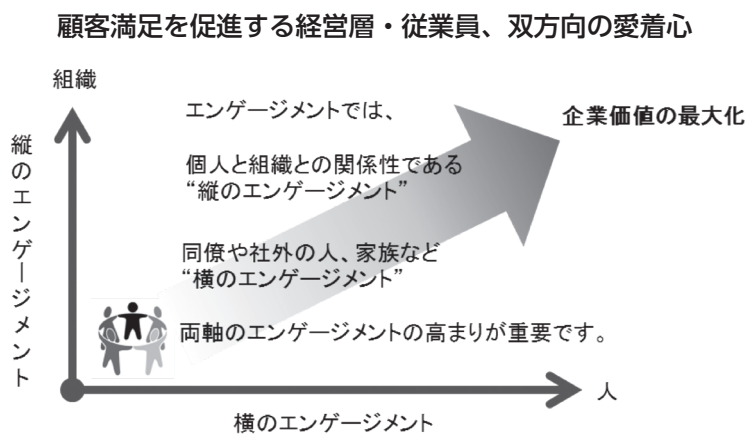 顧客満足を促進する経営層・従業員、双方向の愛着心
組織
縦のエンゲージメント
エンゲージメントでは、
個人と組織との関係性である
“縦のエンゲージメント”
同僚や社外の人、家族など
“横のエンゲージメント”
両軸のエンゲージメントの高まりが重要です。
企業価値の最大化
人
横のエンゲージメント